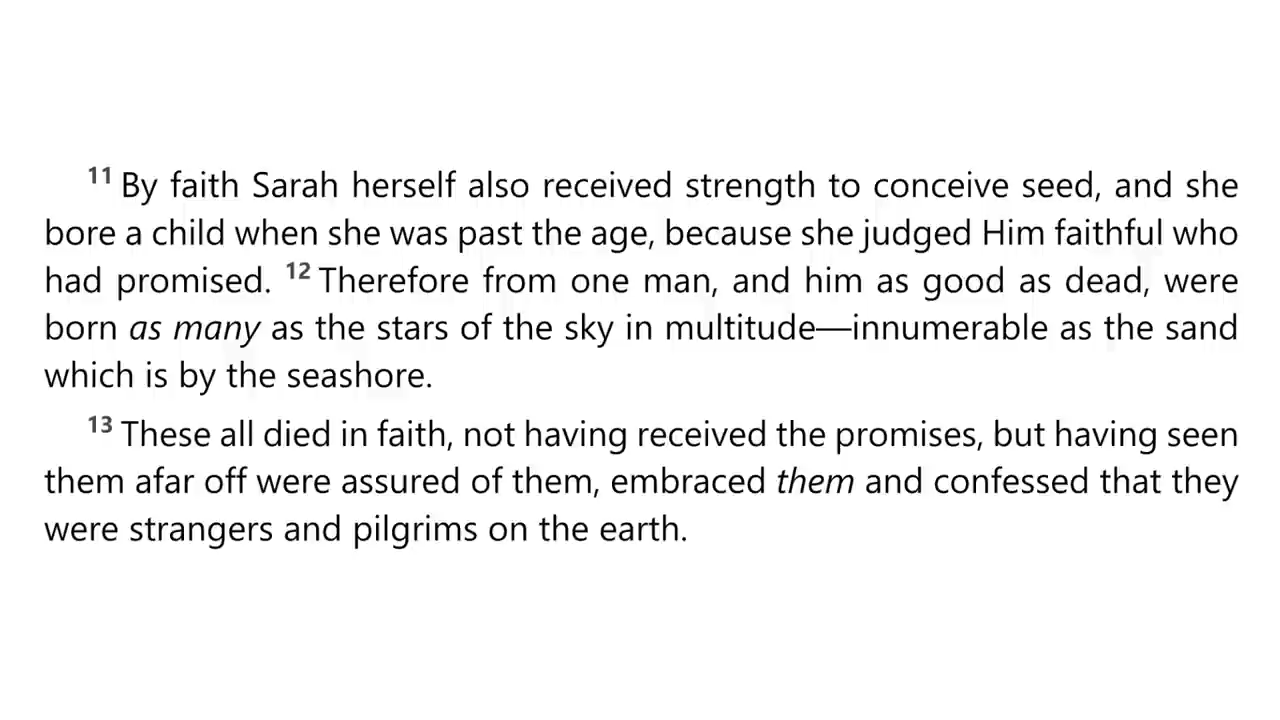 11 By faith Sarah herself also received strength to conceive seed, and she
bore a child when she was past the age, because she judged Him faithful who
had promised. 12 Therefore from one man, and him as good as dead, were
born as many as the stars of the sky in multitude—innumerable as the sand
which is by the seashore.
13 These all died in faith, not having received the promises, but having seen
them afar off were assured of them, embraced them and confessed that they
were strangers and pilgrims on the earth.